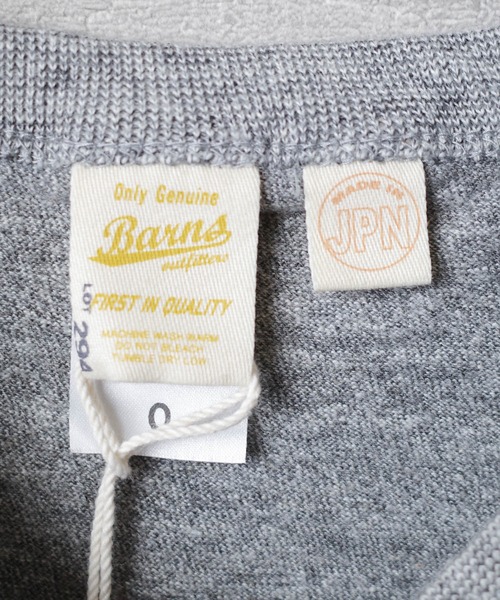 Only Genuine
Barns
outfitters
FIRST IN QUALITY
MACHINE WASH WARM
DO NOT BLEACH
TUMBLE DRY LOW
LOT 294
0
MADE IN
JPN